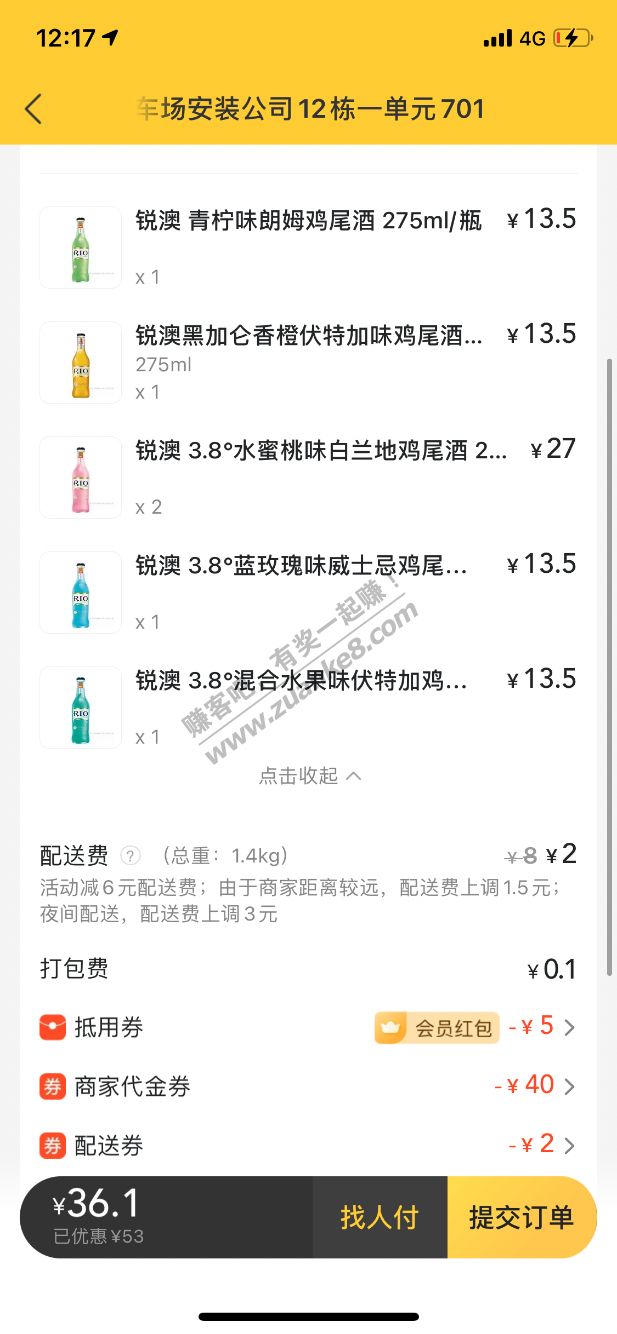 12:17
4G
车场安装公司12栋一单元701
锐澳 青柠味朗姆鸡尾酒 275ml/瓶 ¥13.5
RIO
x 1
锐澳黑加仑香橙伏特加味鸡尾酒... ¥13.5
275ml
RIO
x 1
锐澳 3.8°水蜜桃味白兰地鸡尾酒 2... ¥27
RIO
x 2
锐澳 3.8°蓝玫瑰味威士忌鸡尾... ¥13.5
RIO
x 1
锐澳 3.8°混合水果味伏特加鸡... ¥13.5
RIO
x 1
赚客吧，有奖一起赚！
www.zuanke8.com
点击收起
配送费 ? （总重：1.4kg） ¥8 ¥2
活动减6元配送费；由于商家距离较远，配送费上调1.5元；
夜间配送，配送费上调3元
打包费 ¥0.1
抵用券 会员红包 -¥5
券 商家代金券 -¥40
券 配送券 -¥2
¥36.1
已优惠¥53
找人付
提交订单